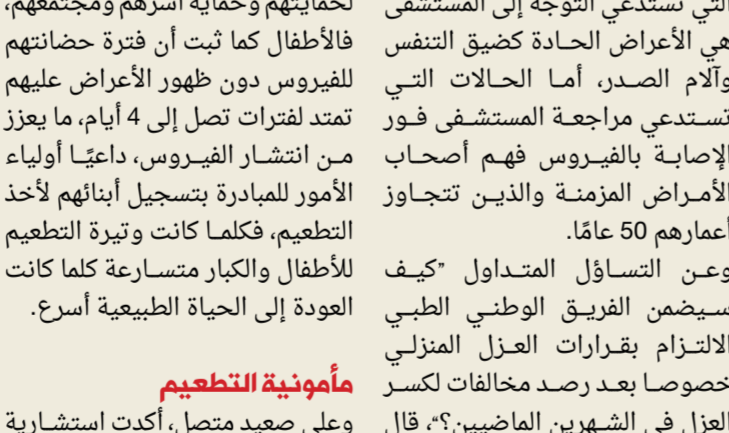 التي تستدعي التوجه إلى المستشفى
هي الأعراض الحادة كضيق التنفس
وآلام الصدر، أما الحالات التي
تستدعي مراجعة المستشفى فور
الإصابة بالفيروس فهم أصحاب
الأمراض المزمنة والذين تتجاوز
أعمارهم 50 عامًا.
وعن التساؤل المتداول "كيف
سيضمن الفريق الوطني الطبي
الالتزام بقرارات العزل المنزلي
خصوصا بعد رصد مخالفات لكسر
العزل في الشهرين الماضيين؟"، قال
لحمايتهم وحماية أسرهم ومجتمعهم،
فالأطفال كما ثبت أن فترة حضانتهم
للفيروس دون ظهور الأعراض عليهم
تمتد لفترات تصل إلى 4 أيام، ما يعزز
من انتشار الفيروس، داعيًا أولياء
الأمور للمبادرة بتسجيل أبنائهم لأخذ
التطعيم، فكلما كانت وتيرة التطعيم
للأطفال والكبار متسارعة كلما كانت
العودة إلى الحياة الطبيعية أسرع.
مأمونية التطعيم
وعلى صعيد متصل، أكدت استشارية